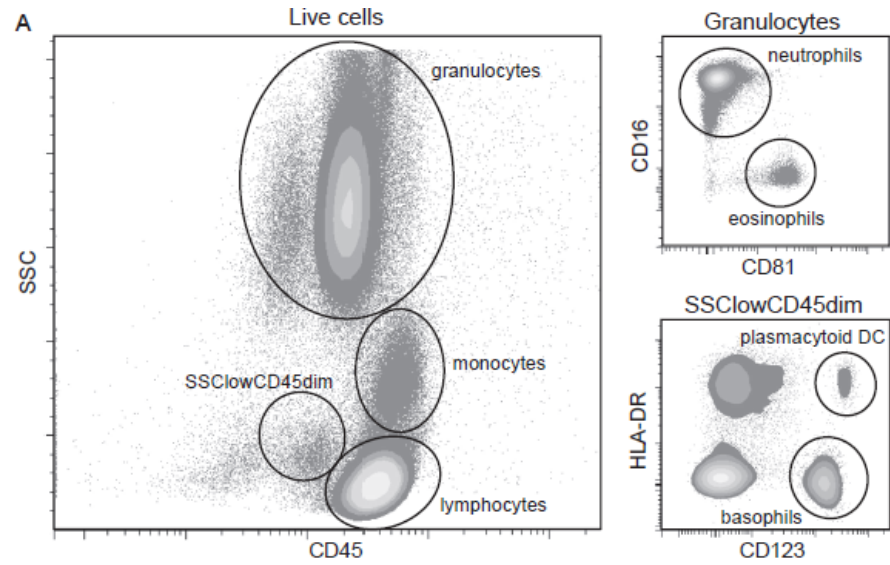 A
Live cells
granulocytes
monocytes
SSClowCD45dim
lymphocytes
SSC
CD45
Granulocytes
neutrophils
eosinophils
CD16
CD81
SSClowCD45dim
plasmacytoid DC
basophils
HLA-DR
CD123